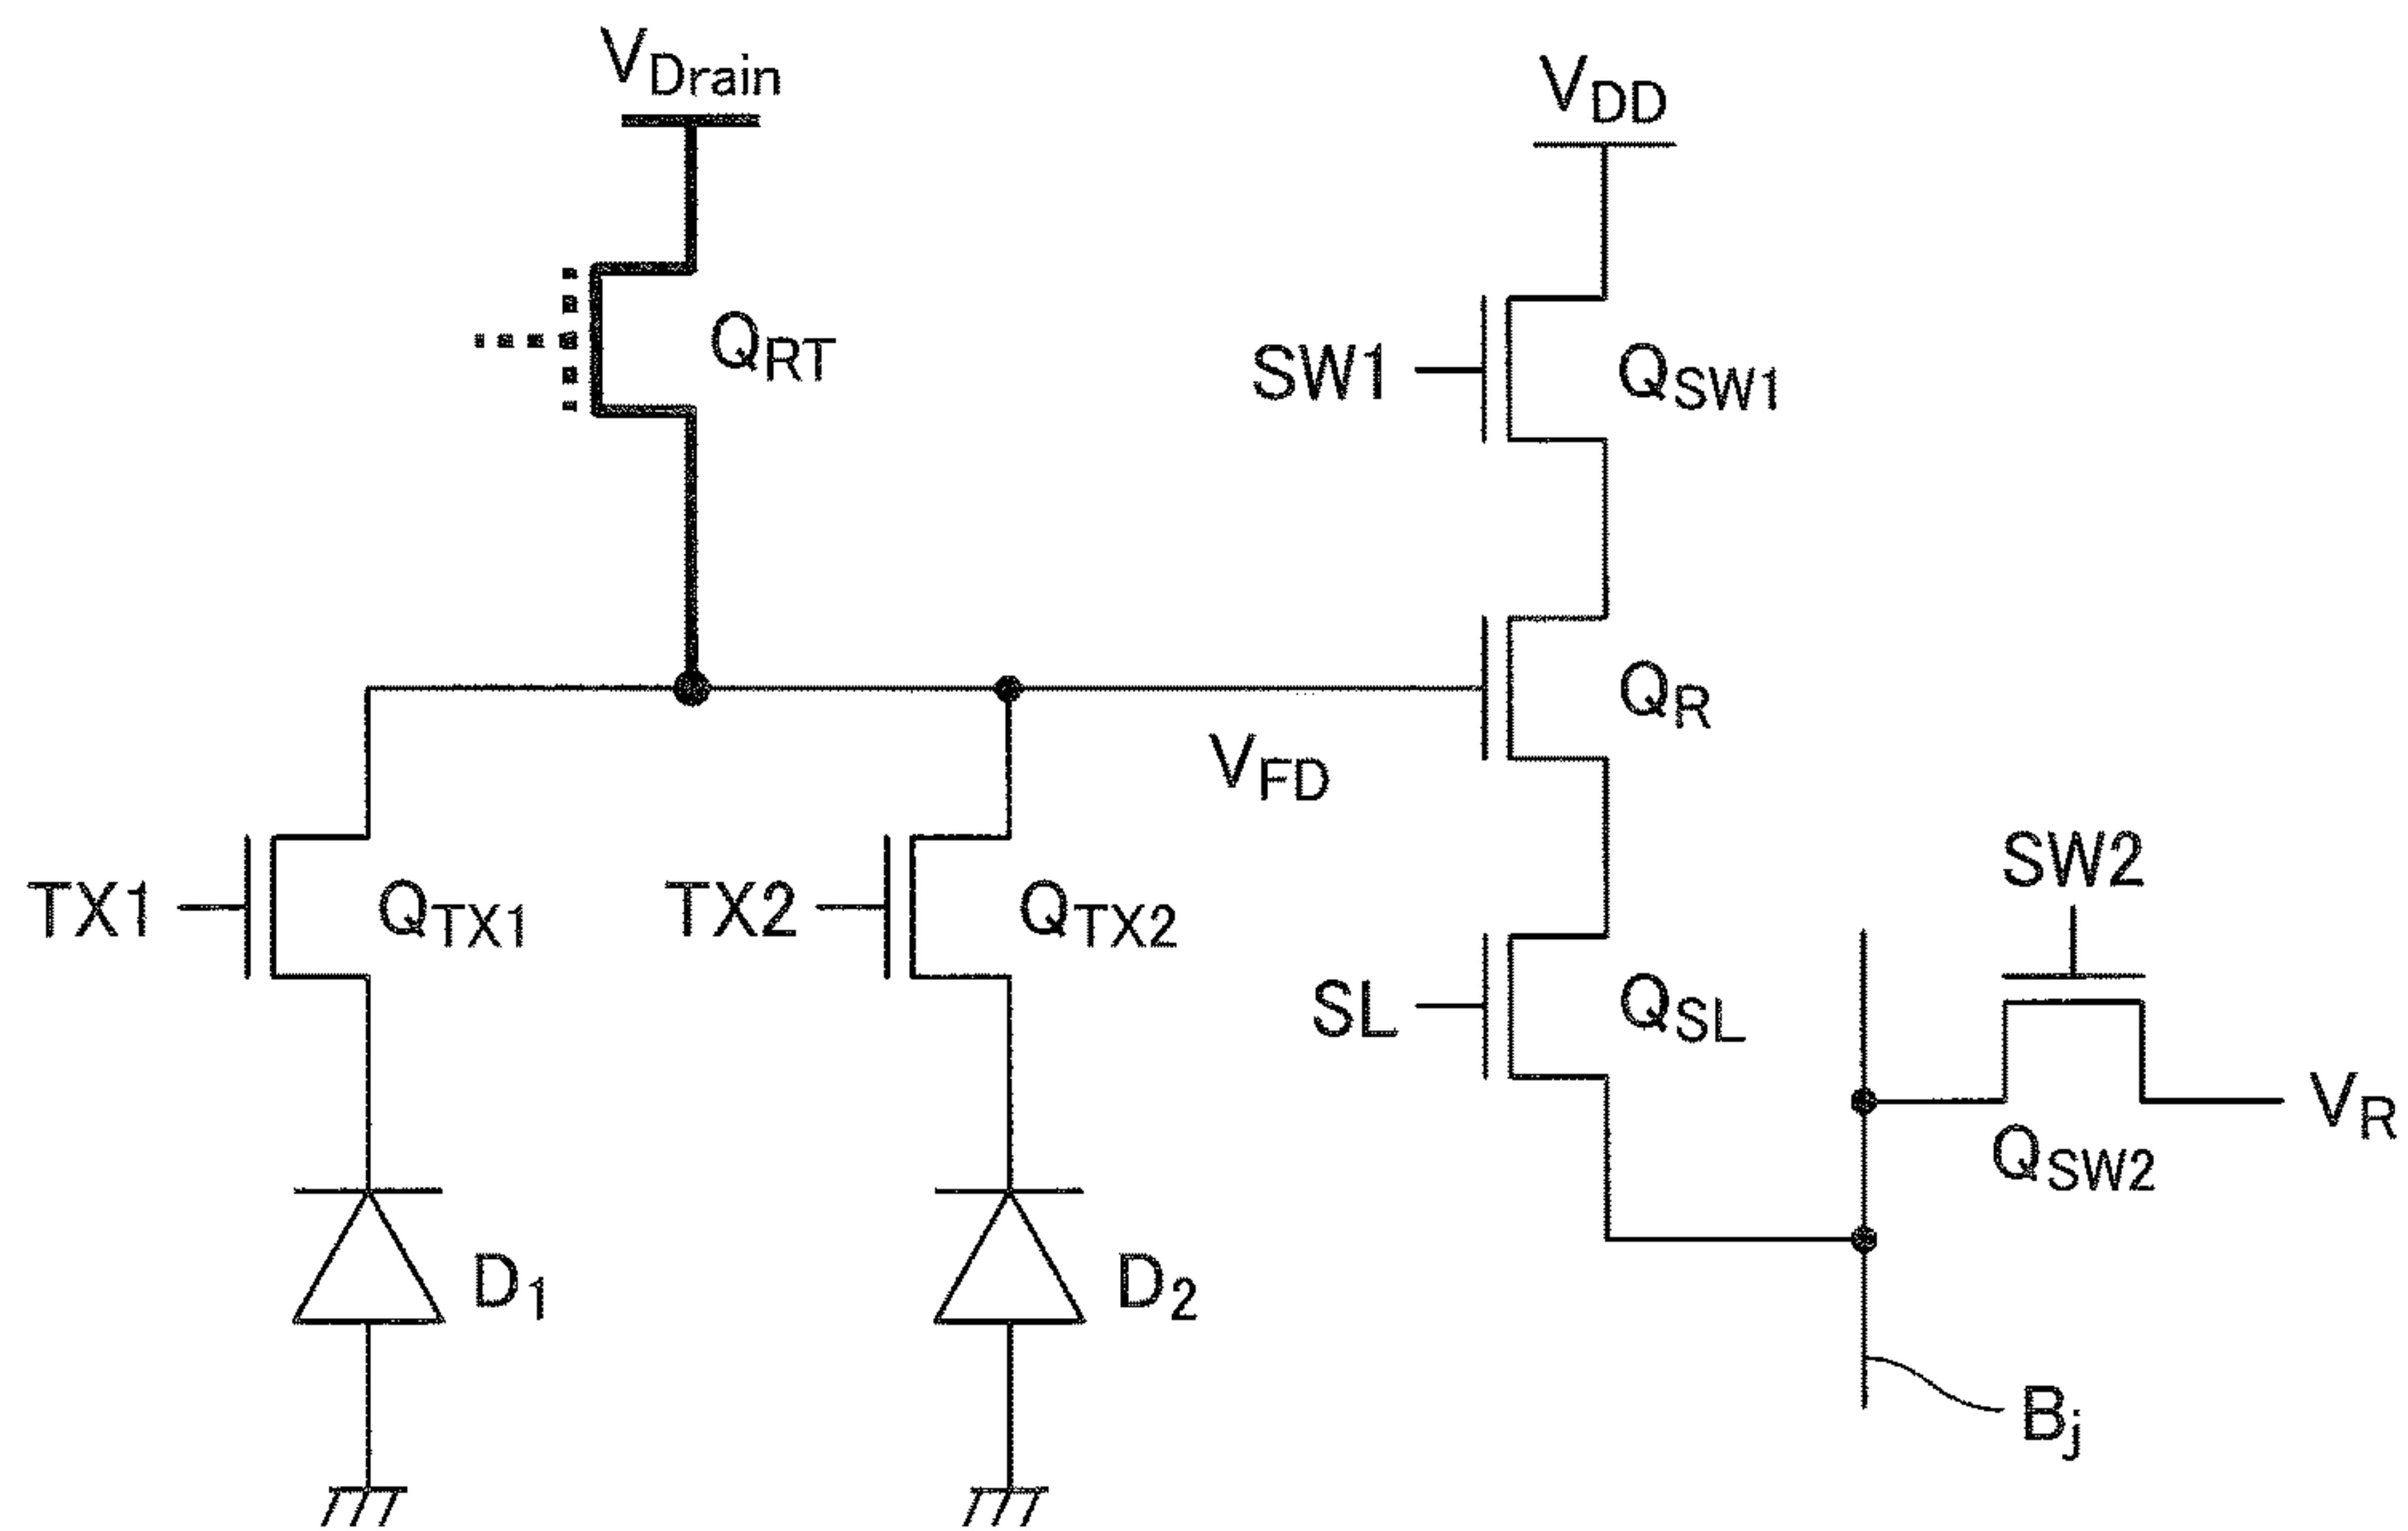 VDrain
VDD
QRT
SW1
QSW1
QR
VFD
SW2
TX1
QTX1
TX2
QTX2
SL
QSL
VR
QSW2
D1
D2
Bj